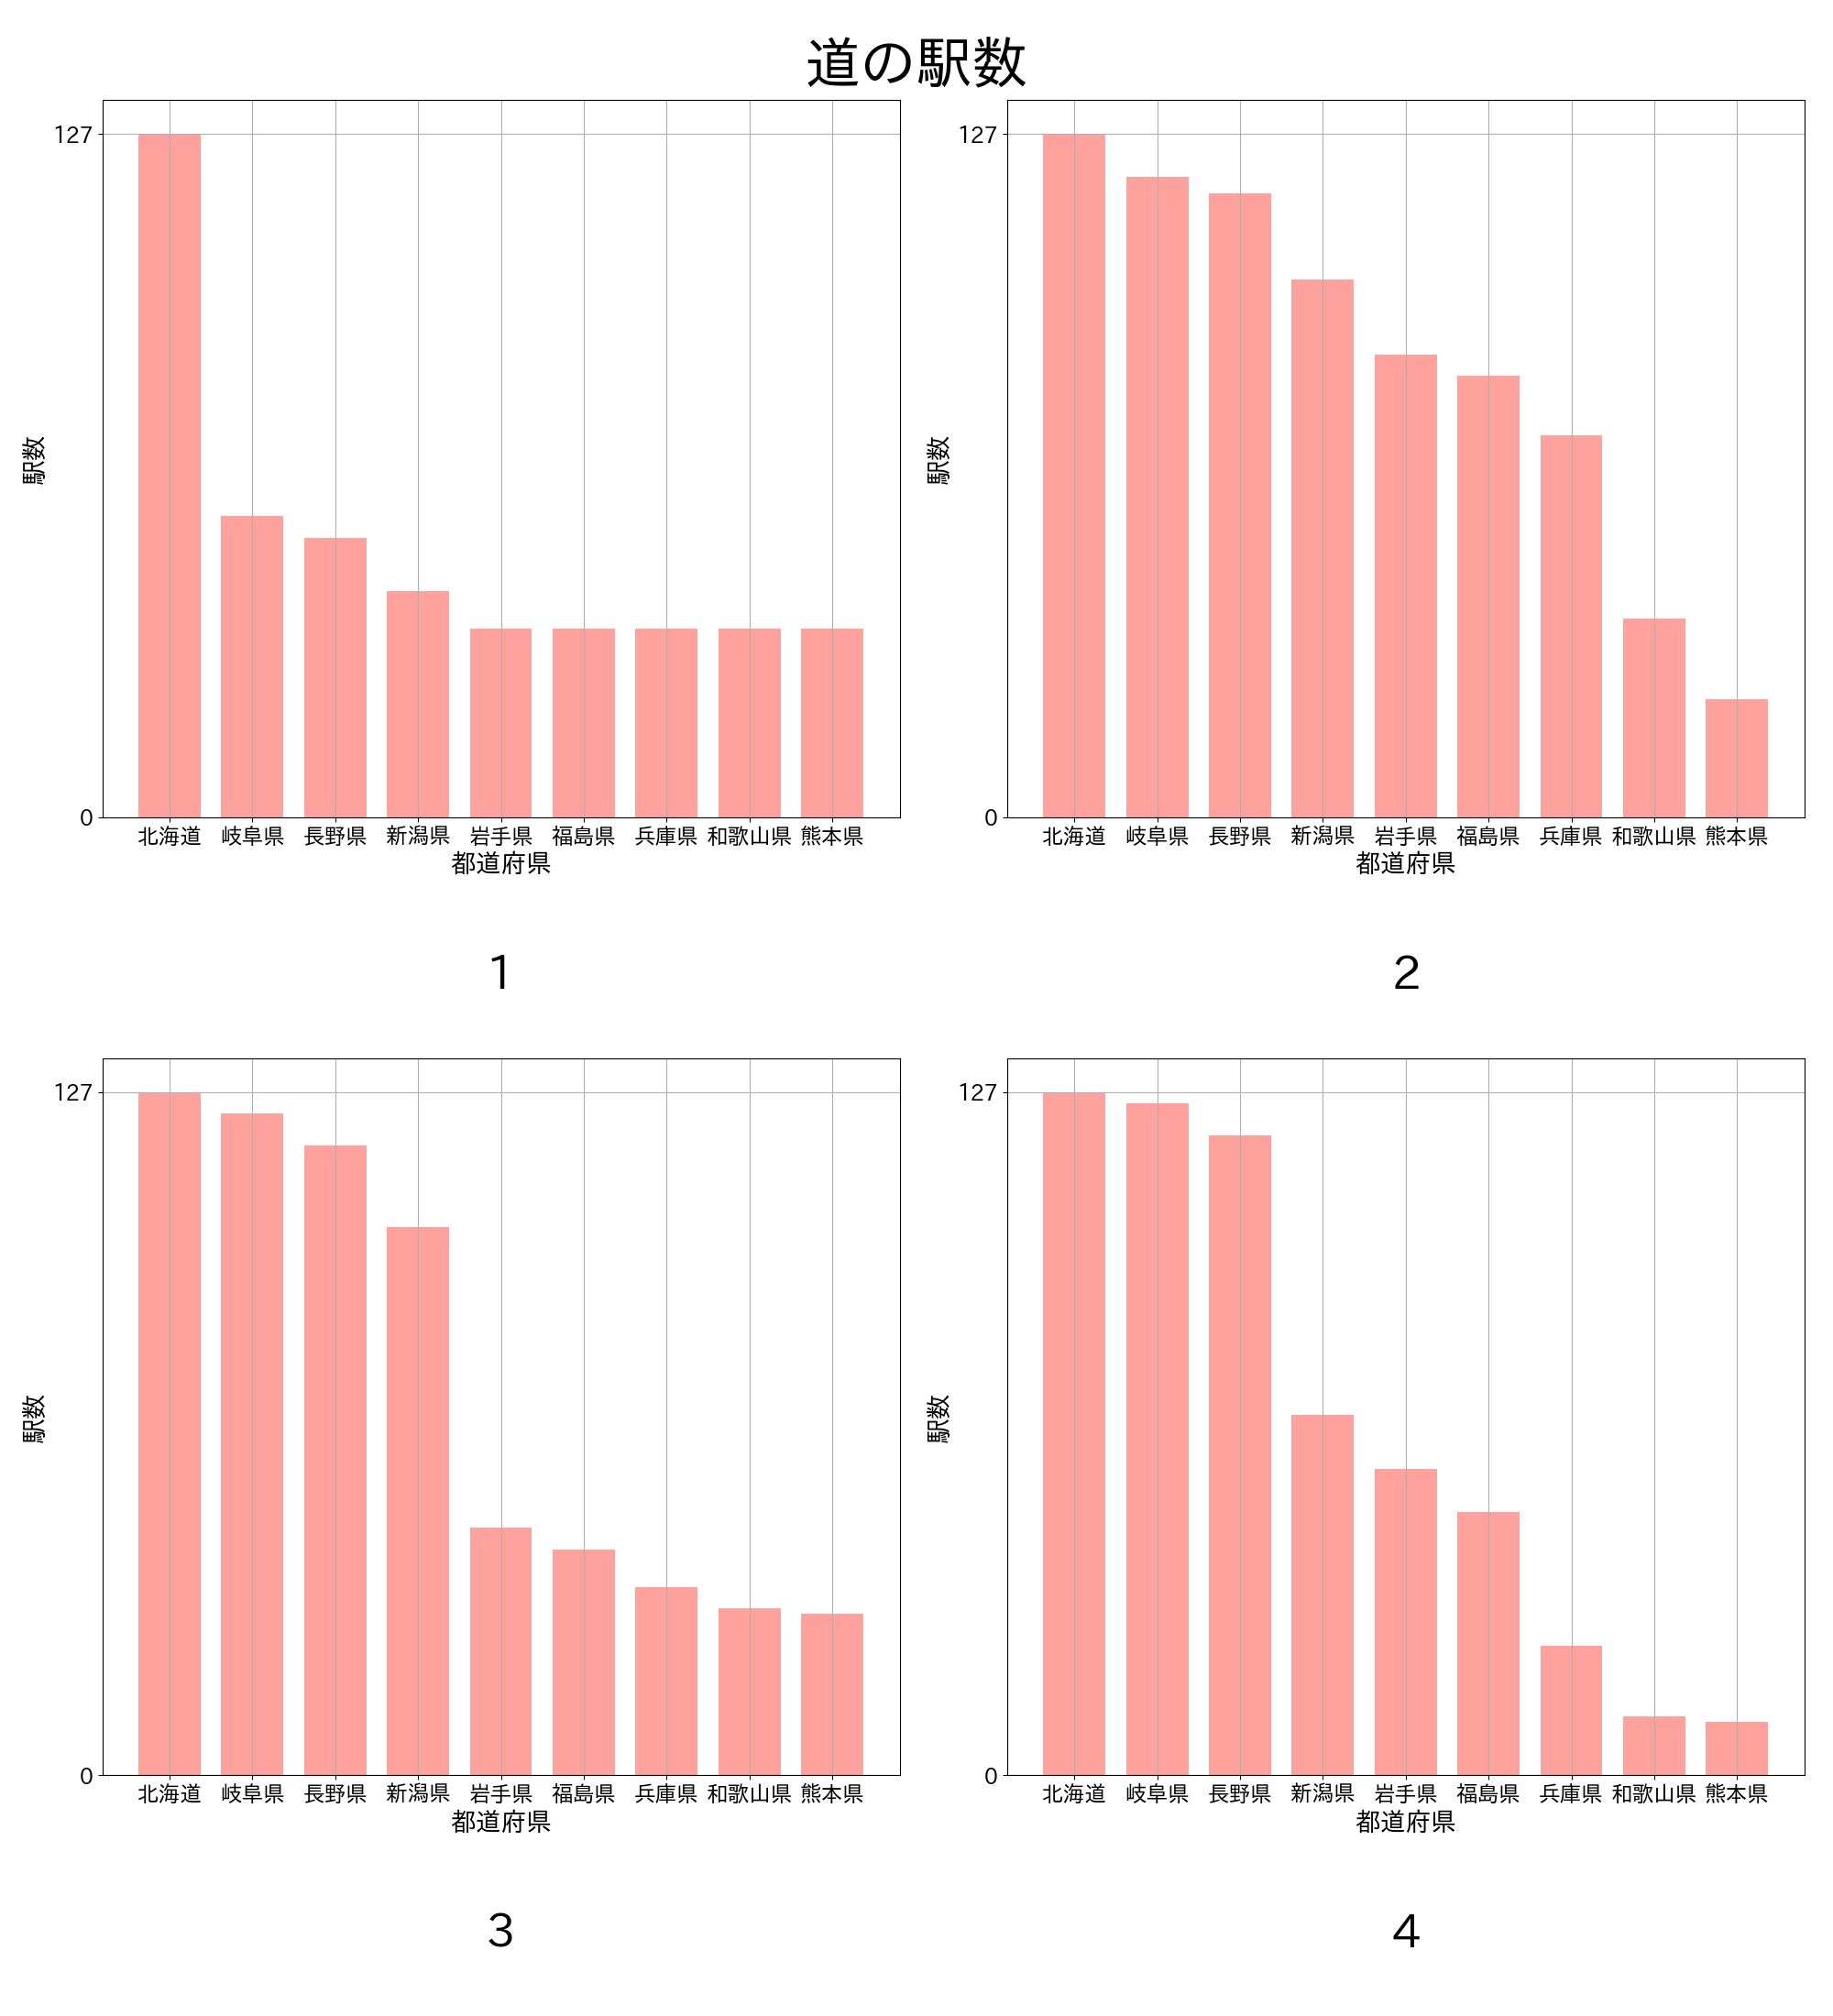 道の駅数
127
0
駅数
北海道 岐阜県 長野県 新潟県 岩手県 福島県 兵庫県 和歌山県 熊本県
都道府県
1
127
0
駅数
北海道 岐阜県 長野県 新潟県 岩手県 福島県 兵庫県 和歌山県 熊本県
都道府県
2
127
0
駅数
北海道 岐阜県 長野県 新潟県 岩手県 福島県 兵庫県 和歌山県 熊本県
都道府県
3
127
0
駅数
北海道 岐阜県 長野県 新潟県 岩手県 福島県 兵庫県 和歌山県 熊本県
都道府県
4